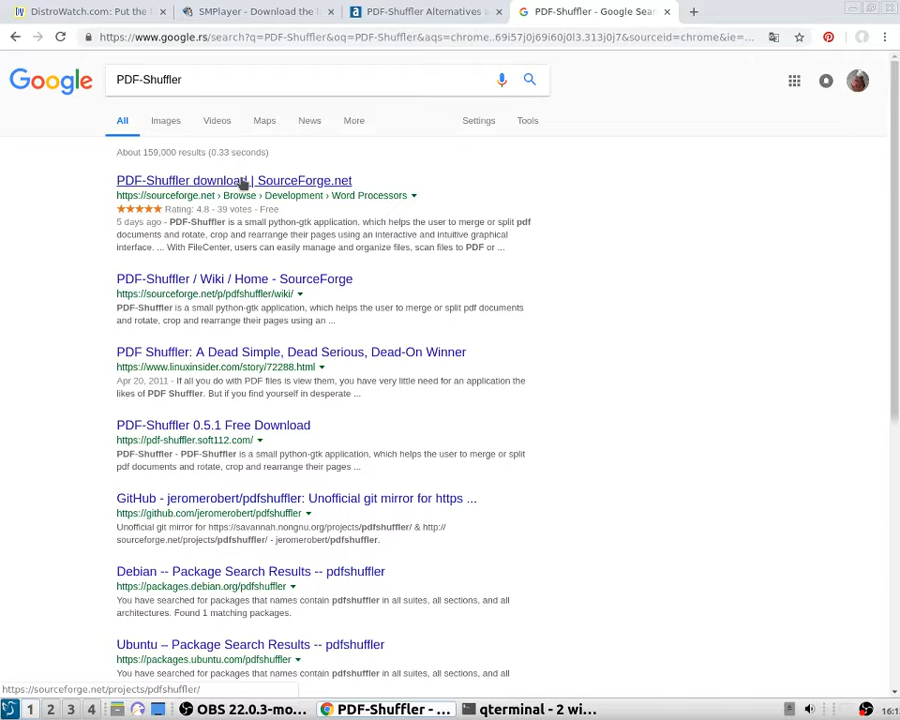 DistroWatch.com: Put the
SMPlayer - Download the
PDF-Shuffler Alternatives a
PDF-Shuffler - Google Sear
https://www.google.rs/search?q=PDF-Shuffler&oq=PDF-Shuffler&aqs=chrome..69i57j0j69i60j0l3.313j0j7&sourceid=chrome&ie=...
Google
PDF-Shuffler
All
Images
Videos
Maps
News
More
Settings
Tools
About 159,000 results (0.33 seconds)
PDF-Shuffler download | SourceForge.net
https://sourceforge.net › Browse › Development › Word Processors
Rating: 4.8 - 39 votes - Free
5 days ago - PDF-Shuffler is a small python-gtk application, which helps the user to merge or split pdf
documents and rotate, crop and rearrange their pages using an interactive and intuitive graphical
interface. ... With FileCenter, users can easily manage and organize files, scan files to PDF or ...
PDF-Shuffler / Wiki / Home - SourceForge
https://sourceforge.net/p/pdfshuffler/wiki/
PDF-Shuffler is a small python-gtk application, which helps the user to merge or split pdf documents
and rotate, crop and rearrange their pages using an ...
PDF Shuffler: A Dead Simple, Dead Serious, Dead-On Winner
https://www.linuxinsider.com/story/72288.html
Apr 20, 2011 - If all you do with PDF files is view them, you have very little need for an application the
likes of PDF Shuffler. But if you find yourself in desperate ...
PDF-Shuffler 0.5.1 Free Download
https://pdf-shuffler.soft112.com/
PDF-Shuffler - PDF-Shuffler is a small python-gtk application, which helps the user to merge or split
pdf documents and rotate, crop and rearrange their pages ...
GitHub - jeromerobert/pdfshuffler: Unofficial git mirror for https ...
https://github.com/jeromerobert/pdfshuffler
Unofficial git mirror for https://savannah.nongnu.org/projects/pdfshuffler/ & http://
sourceforge.net/projects/pdfshuffler/ - jeromerobert/pdfshuffler.
Debian -- Package Search Results -- pdfshuffler
https://packages.debian.org/pdfshuffler
You have searched for packages that names contain pdfshuffler in all suites, all sections, and all
architectures. Found 1 matching packages.
Ubuntu – Package Search Results -- pdfshuffler
https://packages.ubuntu.com/pdfshuffler
You have searched for packages that names contain pdfshuffler in all suites, all sections, and all
https://sourceforge.net/projects/pdfshuffler/
1 2 3 4
OBS 22.0.3-mo...
PDF-Shuffler - ...
qterminal - 2 wi...
16:1